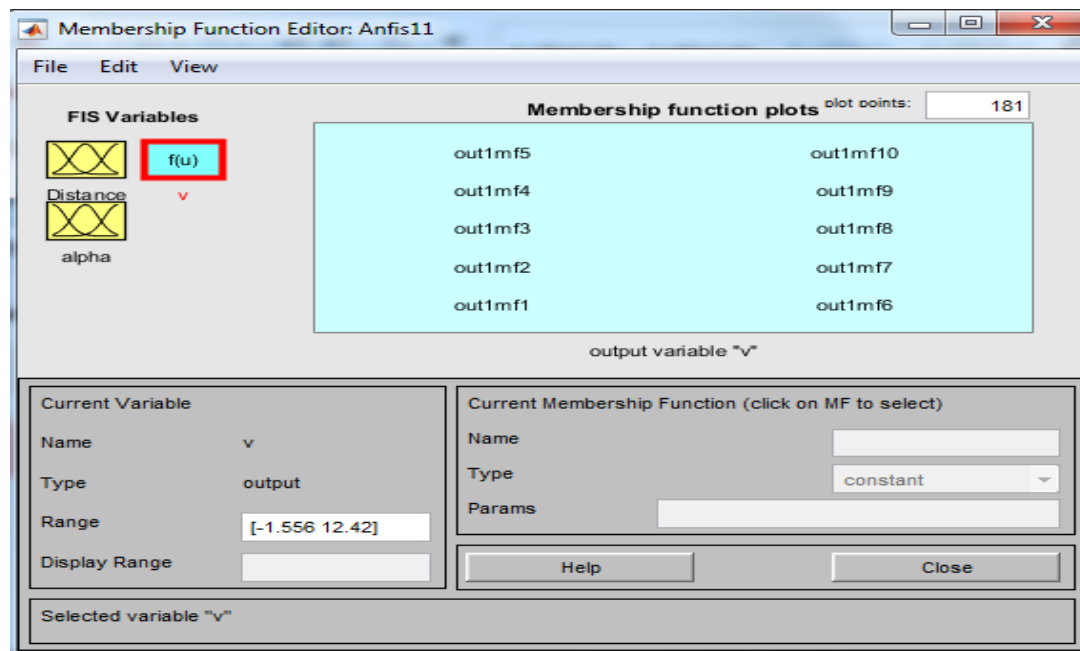 Membership Function Editor: Anfis11
File Edit View
FIS Variables
f(u)
Distance
v
alpha
Membership function plots
plot points:
181
out1mf5
out1mf10
out1mf4
out1mf9
out1mf3
out1mf8
out1mf2
out1mf7
out1mf1
out1mf6
output variable "v"
Current Variable
Name v
Type output
Range [-1.556 12.42]
Display Range
Current Membership Function (click on MF to select)
Name
Type constant
Params
Help
Close
Selected variable "v"